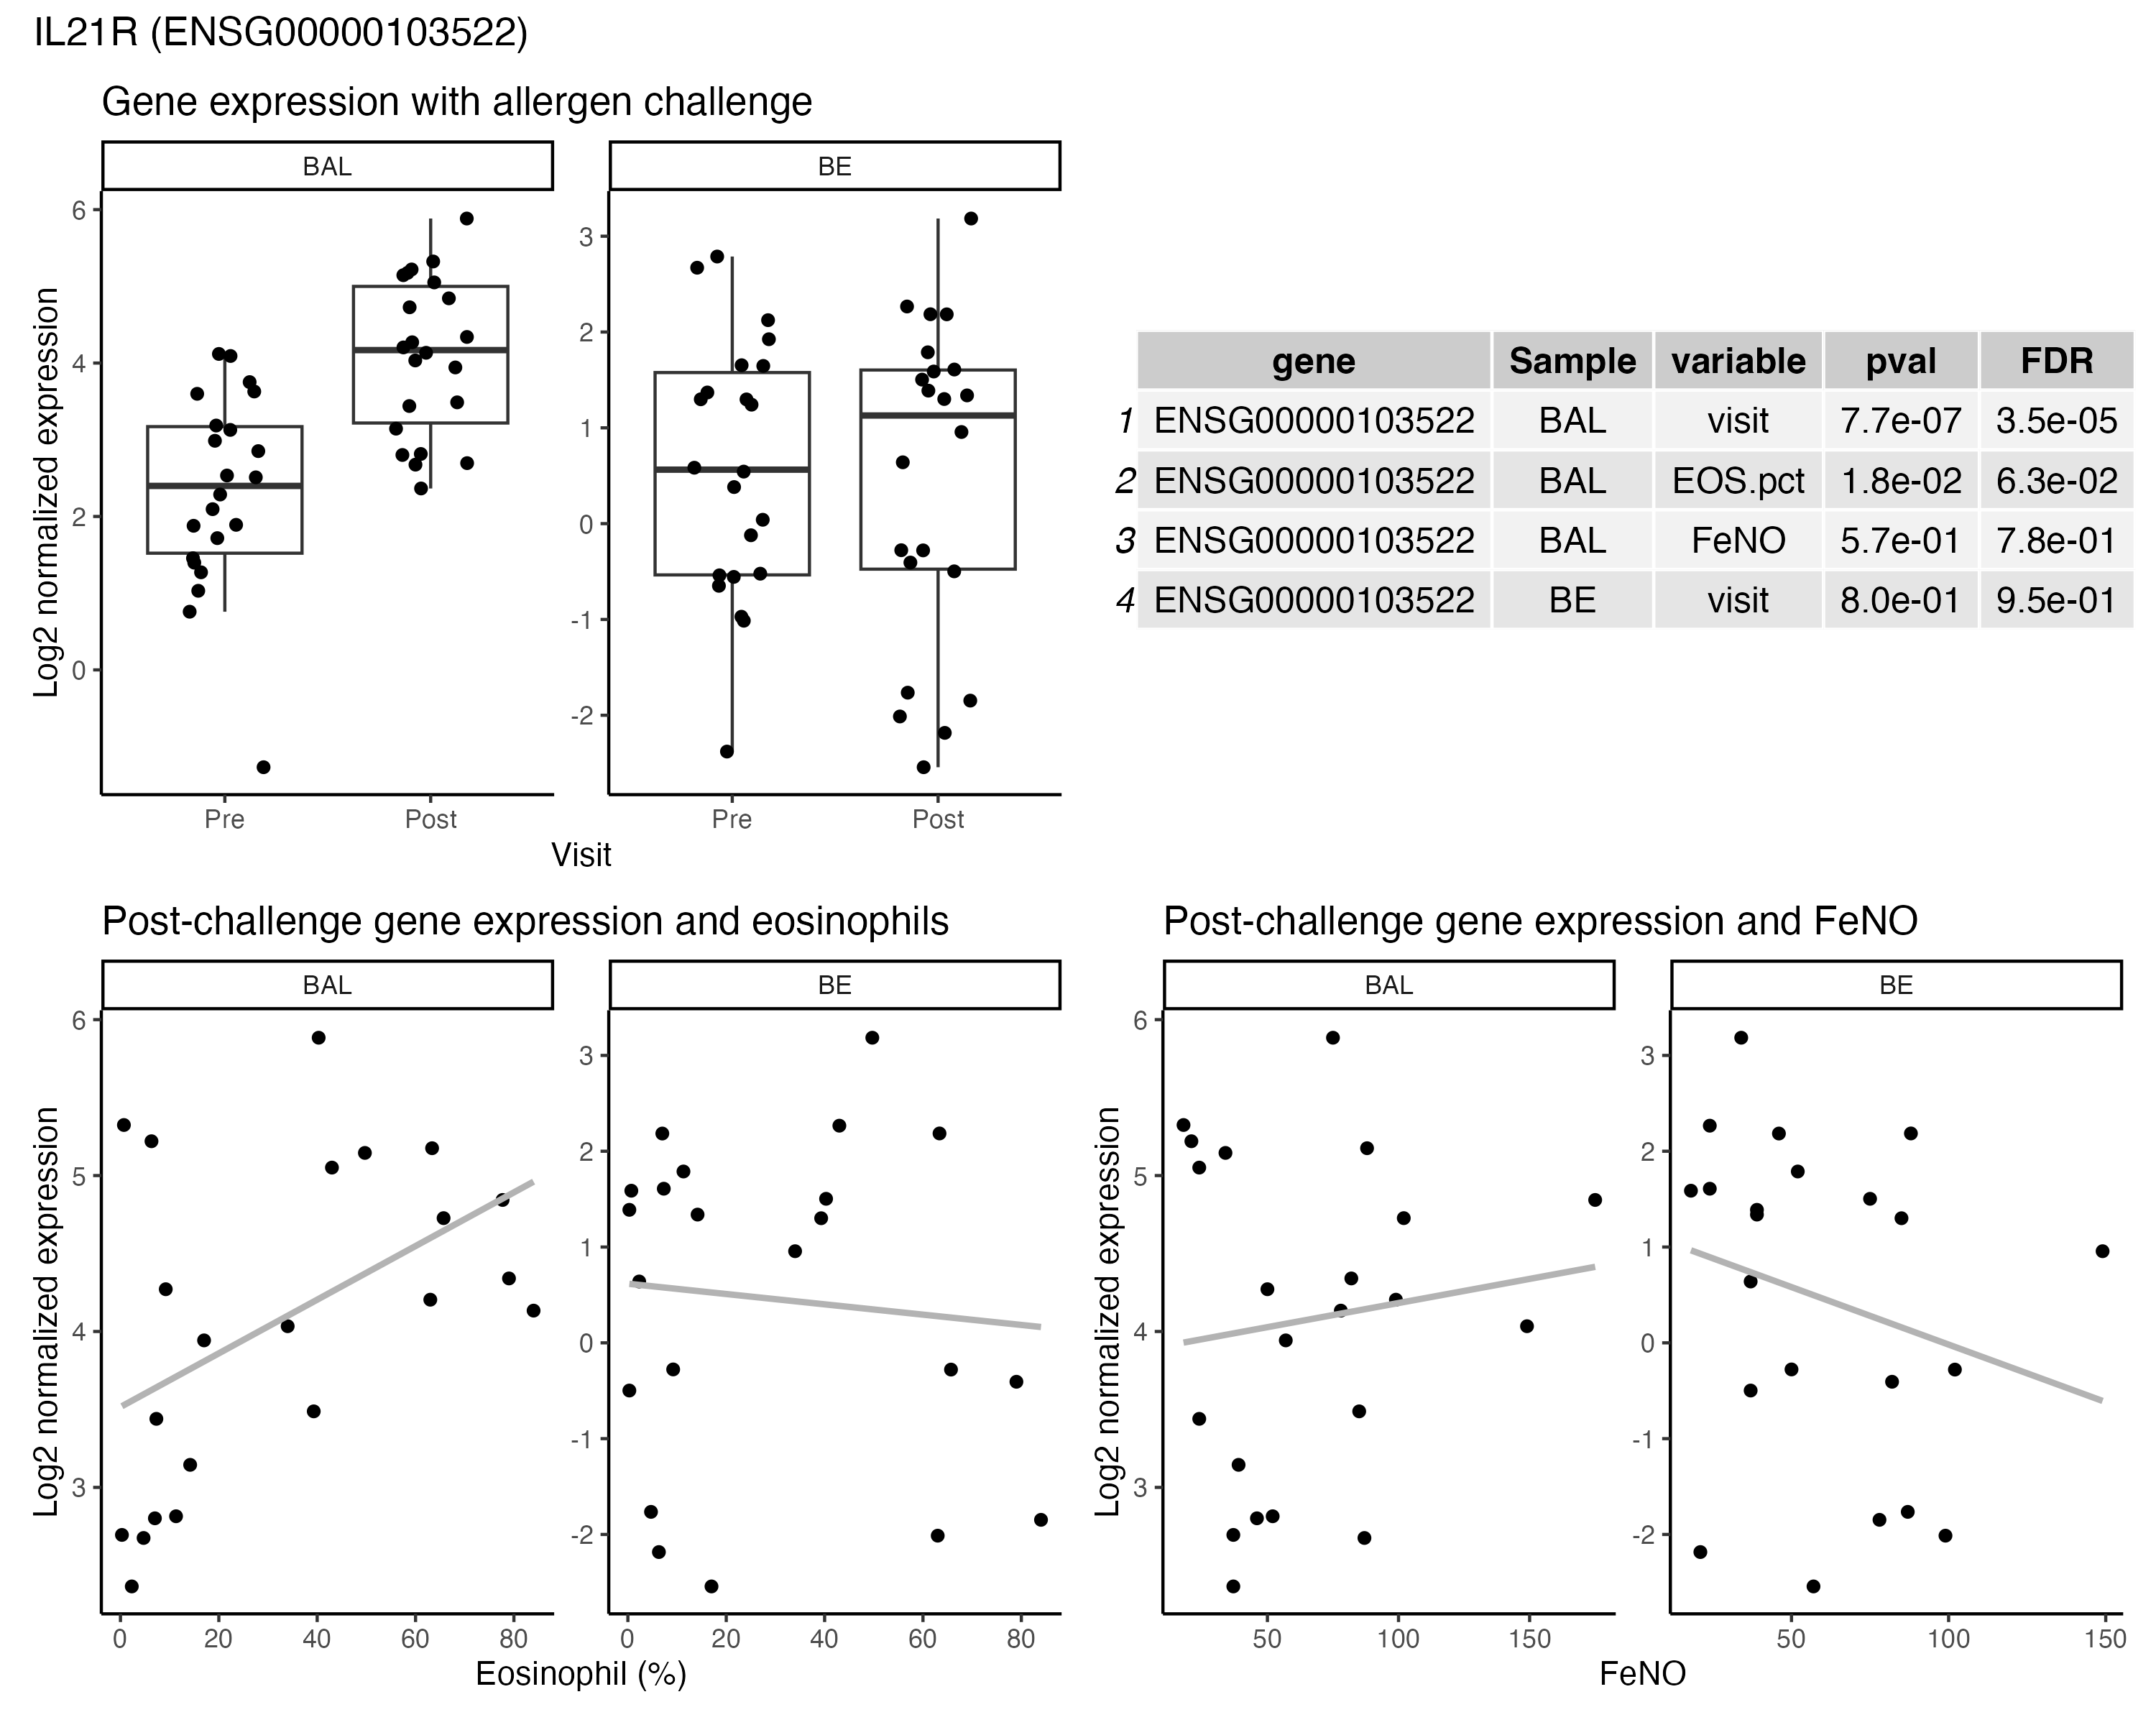 IL21R (ENSG00000103522)
Gene expression with allergen challenge
BAL
BE
Log2 normalized expression
6
4
2
0
3
2
1
0
-1
-2
Pre
Post
Pre
Post
Visit
gene Sample variable pval FDR
1 ENSG00000103522 BAL visit 7.7e-07 3.5e-05
2 ENSG00000103522 BAL EOS.pct 1.8e-02 6.3e-02
3 ENSG00000103522 BAL FeNO 5.7e-01 7.8e-01
4 ENSG00000103522 BE visit 8.0e-01 9.5e-01
Post-challenge gene expression and eosinophils
BAL
BE
Log2 normalized expression
6
5
4
3
3
2
1
0
-1
-2
0 20 40 60 80
0 20 40 60 80
Eosinophil (%)
Post-challenge gene expression and FeNO
BAL
BE
Log2 normalized expression
6
5
4
3
3
2
1
0
-1
-2
50 100 150
50 100 150
FeNO